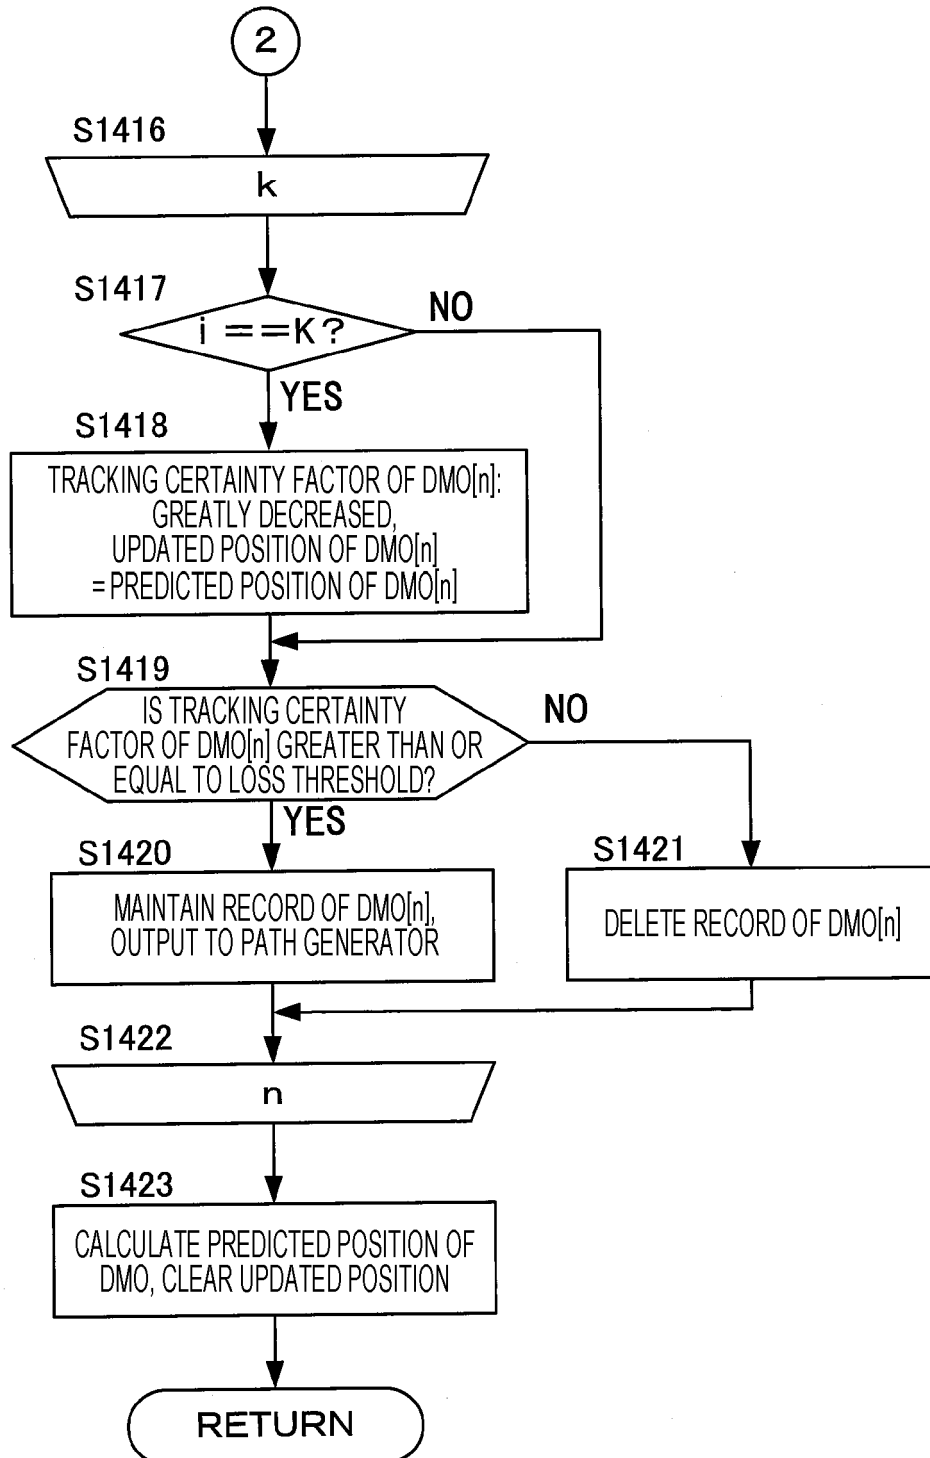 2
S1416
k
S1417
i ==K?
NO
YES
S1418
TRACKING CERTAINTY FACTOR OF DMO[n]:
GREATLY DECREASED,
UPDATED POSITION OF DMO[n]
= PREDICTED POSITION OF DMO[n]
S1419
IS TRACKING CERTAINTY
FACTOR OF DMO[n] GREATER THAN OR
EQUAL TO LOSS THRESHOLD?
NO
YES
S1420
MAINTAIN RECORD OF DMO[n],
OUTPUT TO PATH GENERATOR
S1421
DELETE RECORD OF DMO[n]
S1422
n
S1423
CALCULATE PREDICTED POSITION OF
DMO, CLEAR UPDATED POSITION
RETURN